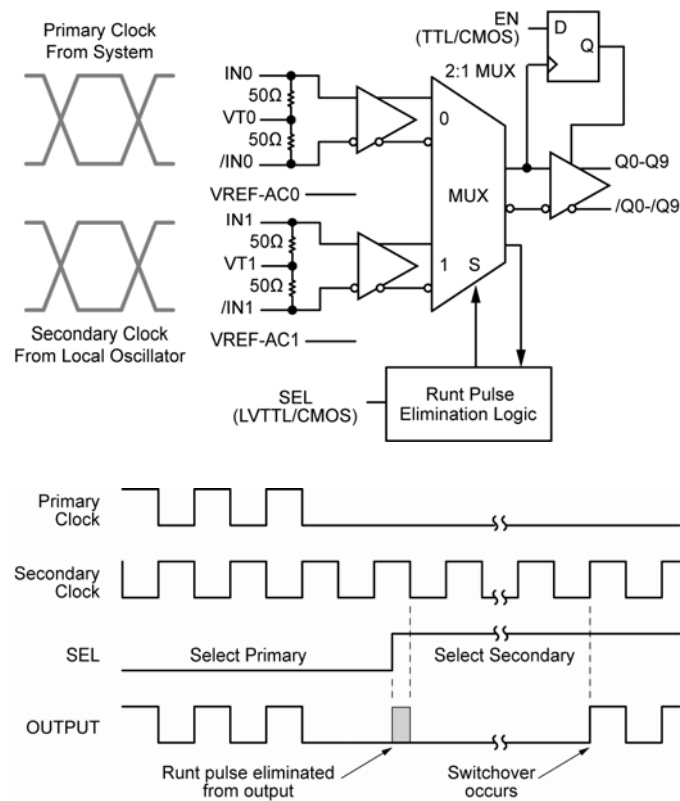 Primary Clock
From System
EN
(TTL/CMOS)
D
Q
IN0
50Ω
VT0
50Ω
/IN0
2:1 MUX
0
MUX
Q0-Q9
/Q0-/Q9
VREF-AC0
IN1
50Ω
VT1
50Ω
/IN1
1
S
Secondary Clock
From Local Oscillator
VREF-AC1
SEL
(LVTTL/CMOS)
Runt Pulse
Elimination Logic
Primary
Clock
Secondary
Clock
SEL
Select Primary
Select Secondary
OUTPUT
Runt pulse eliminated
from output
Switchover
occurs